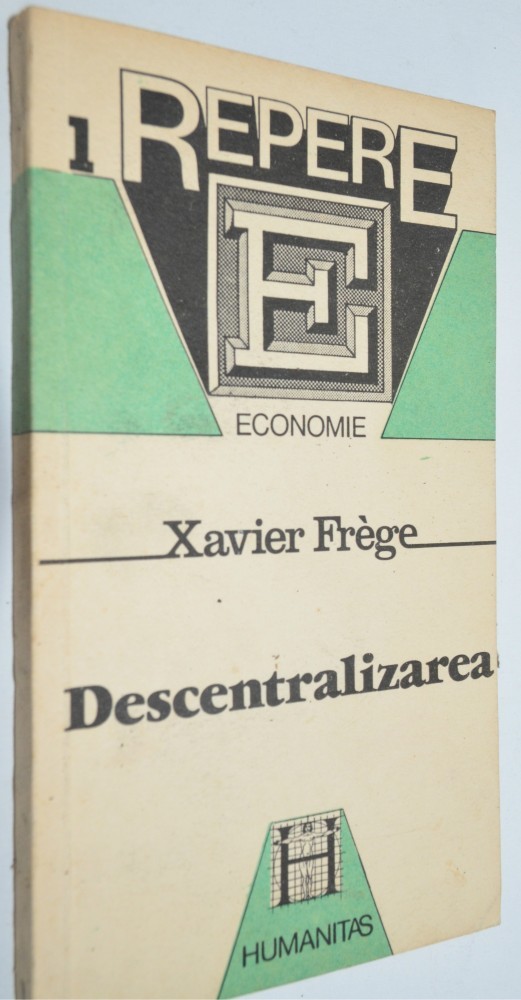 1 REPERE
E
ECONOMIE
Xavier Frège
Descentralizarea
H
HUMANITAS